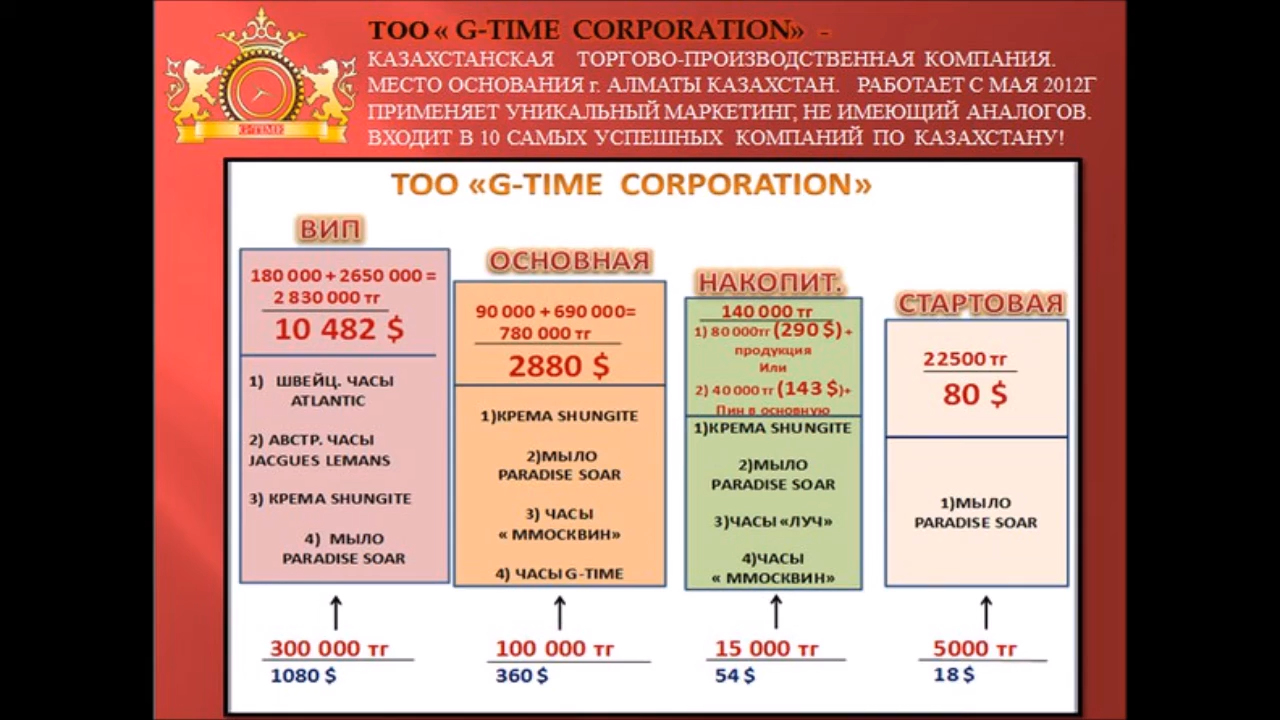 ТОО « G-TIME CORPORATION» -
КАЗАХСТАНСКАЯ ТОРГОВО-ПРОИЗВОДСТВЕННАЯ КОМПАНИЯ.
МЕСТО ОСНОВАНИЯ г. АЛМАТЫ КАЗАХСТАН. РАБОТАЕТ С МАЯ 2012Г
ПРИМЕНЯЕТ УНИКАЛЬНЫЙ МАРКЕТИНГ, НЕ ИМЕЮЩИЙ АНАЛОГОВ.
ВХОДИТ В 10 САМЫХ УСПЕШНЫХ КОМПАНИЙ ПО КАЗАХСТАНУ!
G-TIME
ТОО «G-TIME CORPORATION»
ВИП
180 000 + 2650 000 =
2 830 000 тг
10 482 $
1) ШВЕЙЦ. ЧАСЫ
ATLANTIC
2) АВСТР. ЧАСЫ
JACGUES LEMANS
3) КРЕМА SHUNGITE
4) МЫЛО
PARADISE SOAR
300 000 тг
1080 $
ОСНОВНАЯ
90 000 + 690 000=
780 000 тг
2880 $
1)КРЕМА SHUNGITE
2)МЫЛО
PARADISE SOAR
3) ЧАСЫ
« ММОСКВИН»
4) ЧАСЫ G-TIME
100 000 тг
360 $
НАКОПИТ.
140 000 тг
1) 80 000тг (290 $) +
продукция
Или
2) 40 000 тг (143 $)+
Пин в основную
1)КРЕМА SHUNGITE
2)МЫЛО
PARADISE SOAR
3)ЧАСЫ «ЛУЧ»
4)ЧАСЫ
« ММОСКВИН»
15 000 тг
54 $
СТАРТОВАЯ
22500 тг
80 $
1)МЫЛО
PARADISE SOAR
5000 тг
18 $